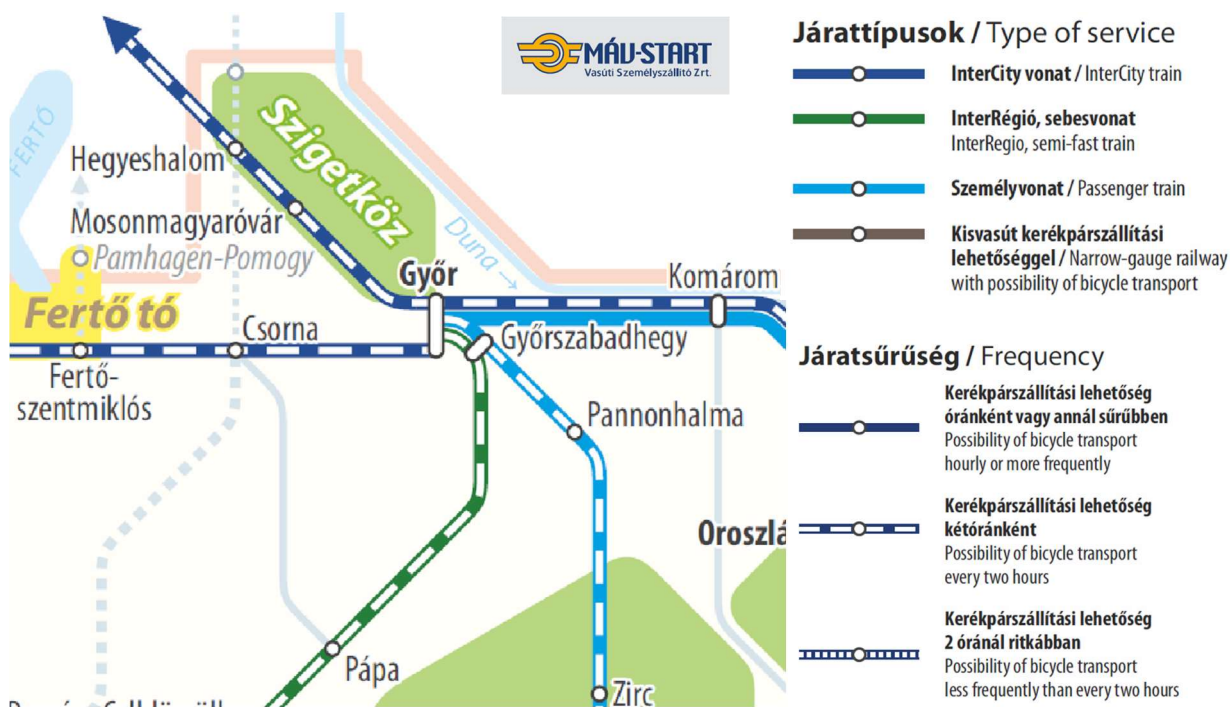 MÁV-START
Vasúti Személyszállító Zrt.
FERTŐ
Hegyeshalom
Szigetköz
Mosonmagyaróvár
Pamhagen-Pomogy
Duna →
Győr
Komárom
Fertő tó
Csorna
Győrszabadhegy
Fertő-
szentmiklós
Pannonhalma
Oroszlá
Pápa
Zirc
Járattípusok / Type of service
InterCity vonat / InterCity train
InterRégió, sebesvonat
InterRegio, semi-fast train
Személyvonat / Passenger train
Kisvasút kerékpárszállítási
lehetőséggel / Narrow-gauge railway
with possibility of bicycle transport
Járatsűrűség / Frequency
Kerékpárszállítási lehetőség
óránként vagy annál sűrűbben
Possibility of bicycle transport
hourly or more frequently
Kerékpárszállítási lehetőség
kétóránként
Possibility of bicycle transport
every two hours
Kerékpárszállítási lehetőség
2 óránál ritkábban
Possibility of bicycle transport
less frequently than every two hours